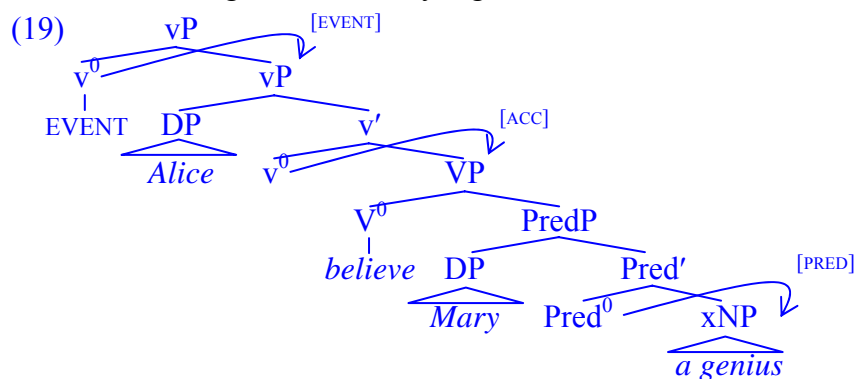 (19) vP [EVENT]
v⁰ vP
EVENT DP v′ [ACC]
Alice v⁰ VP
V⁰ PredP
believe DP Pred′ [PRED]
Mary Pred⁰ xNP
a genius